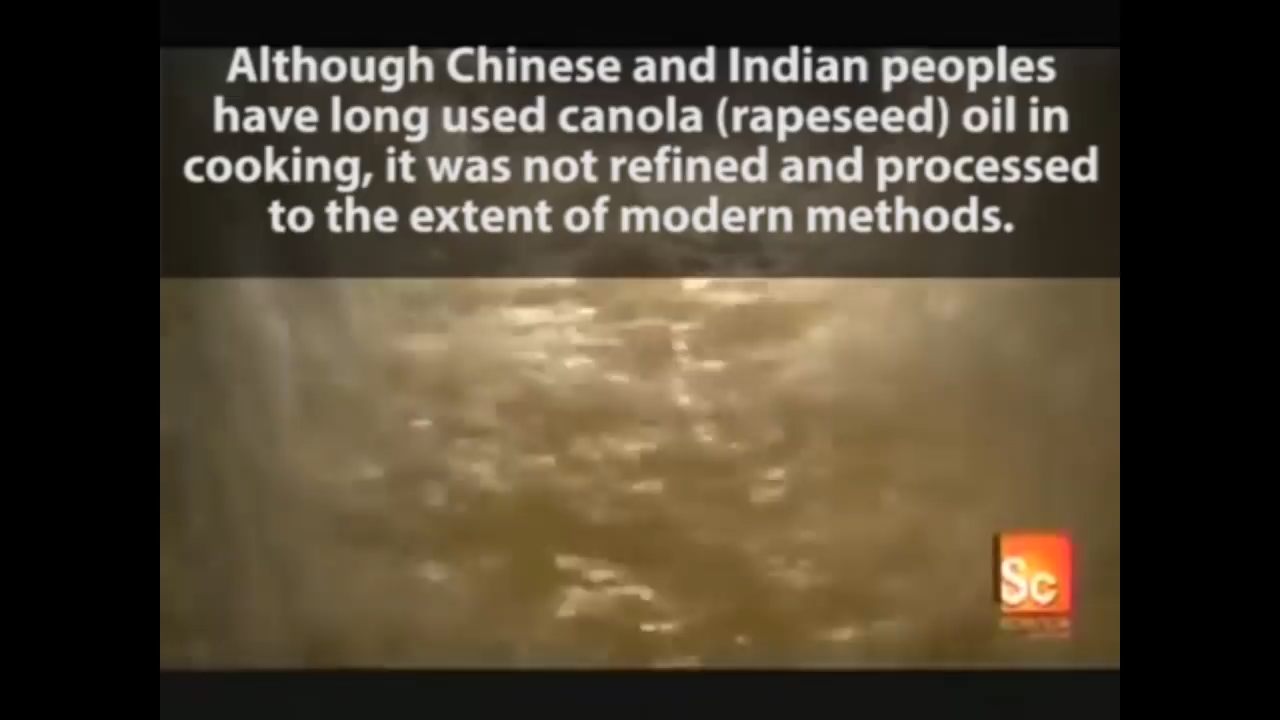 Although Chinese and Indian peoples
have long used canola (rapeseed) oil in
cooking, it was not refined and processed
to the extent of modern methods.
Sc